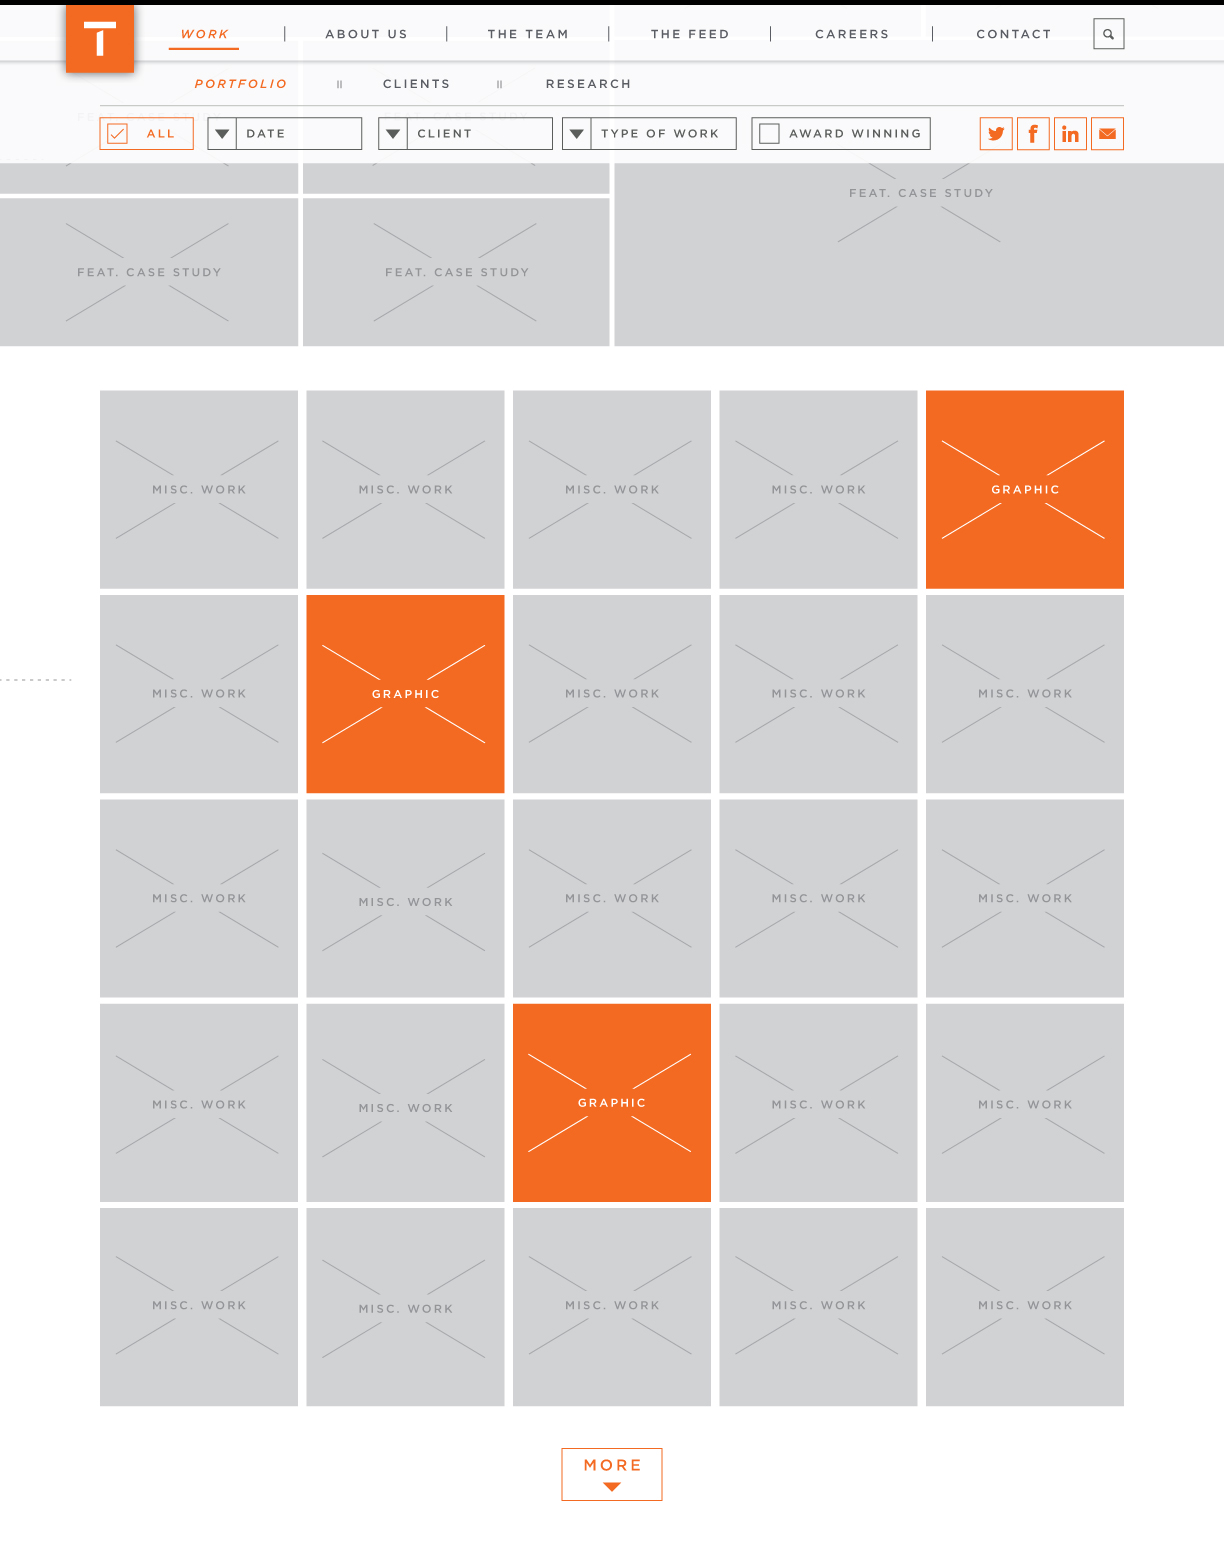 T WORK ABOUT US THE TEAM THE FEED CAREERS CONTACT
PORTFOLIO CLIENTS RESEARCH
ALL DATE CLIENT TYPE OF WORK AWARD WINNING
FEAT. CASE STUDY
FEAT. CASE STUDY FEAT. CASE STUDY
MISC. WORK MISC. WORK MISC. WORK MISC. WORK GRAPHIC
MISC. WORK GRAPHIC MISC. WORK MISC. WORK MISC. WORK
MISC. WORK MISC. WORK MISC. WORK MISC. WORK MISC. WORK
MISC. WORK MISC. WORK GRAPHIC MISC. WORK MISC. WORK
MISC. WORK MISC. WORK MISC. WORK MISC. WORK MISC. WORK
MORE